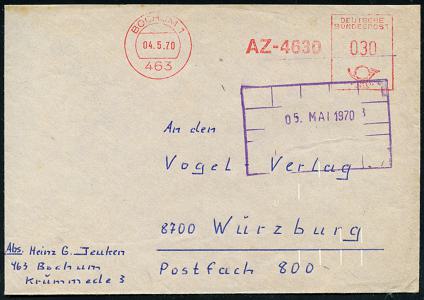 BOCHUM 1
04.5.70
463
AZ-4630
DEUTSCHE
BUNDESPOST
030
05. MAI 1970
An den
Vogel-Verlag
8700 Würzburg
Postfach 800
Abs. Heinz G. Jeuken
463 Bochum
Krümmede 3